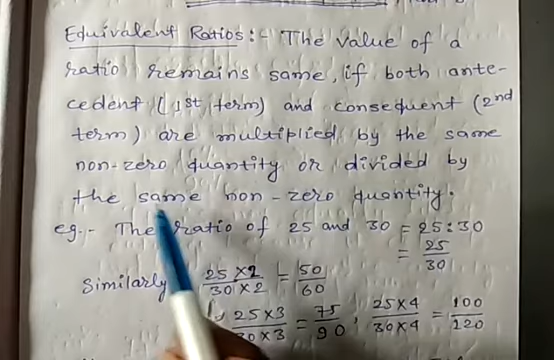 Equivalent Ratios:- The value of a
ratio remains same, if both ante-
cedent (1st term) and consequent (2nd
term) are multiplied by the same
non-zero quantity or divided by
the same non-zero quantity.
eg.- The ratio of 25 and 30 = 25:30
= 25/30
Similarly 25×2/30×2 = 50/60
25×3/30×3 = 75/90, 25×4/30×4 = 100/120